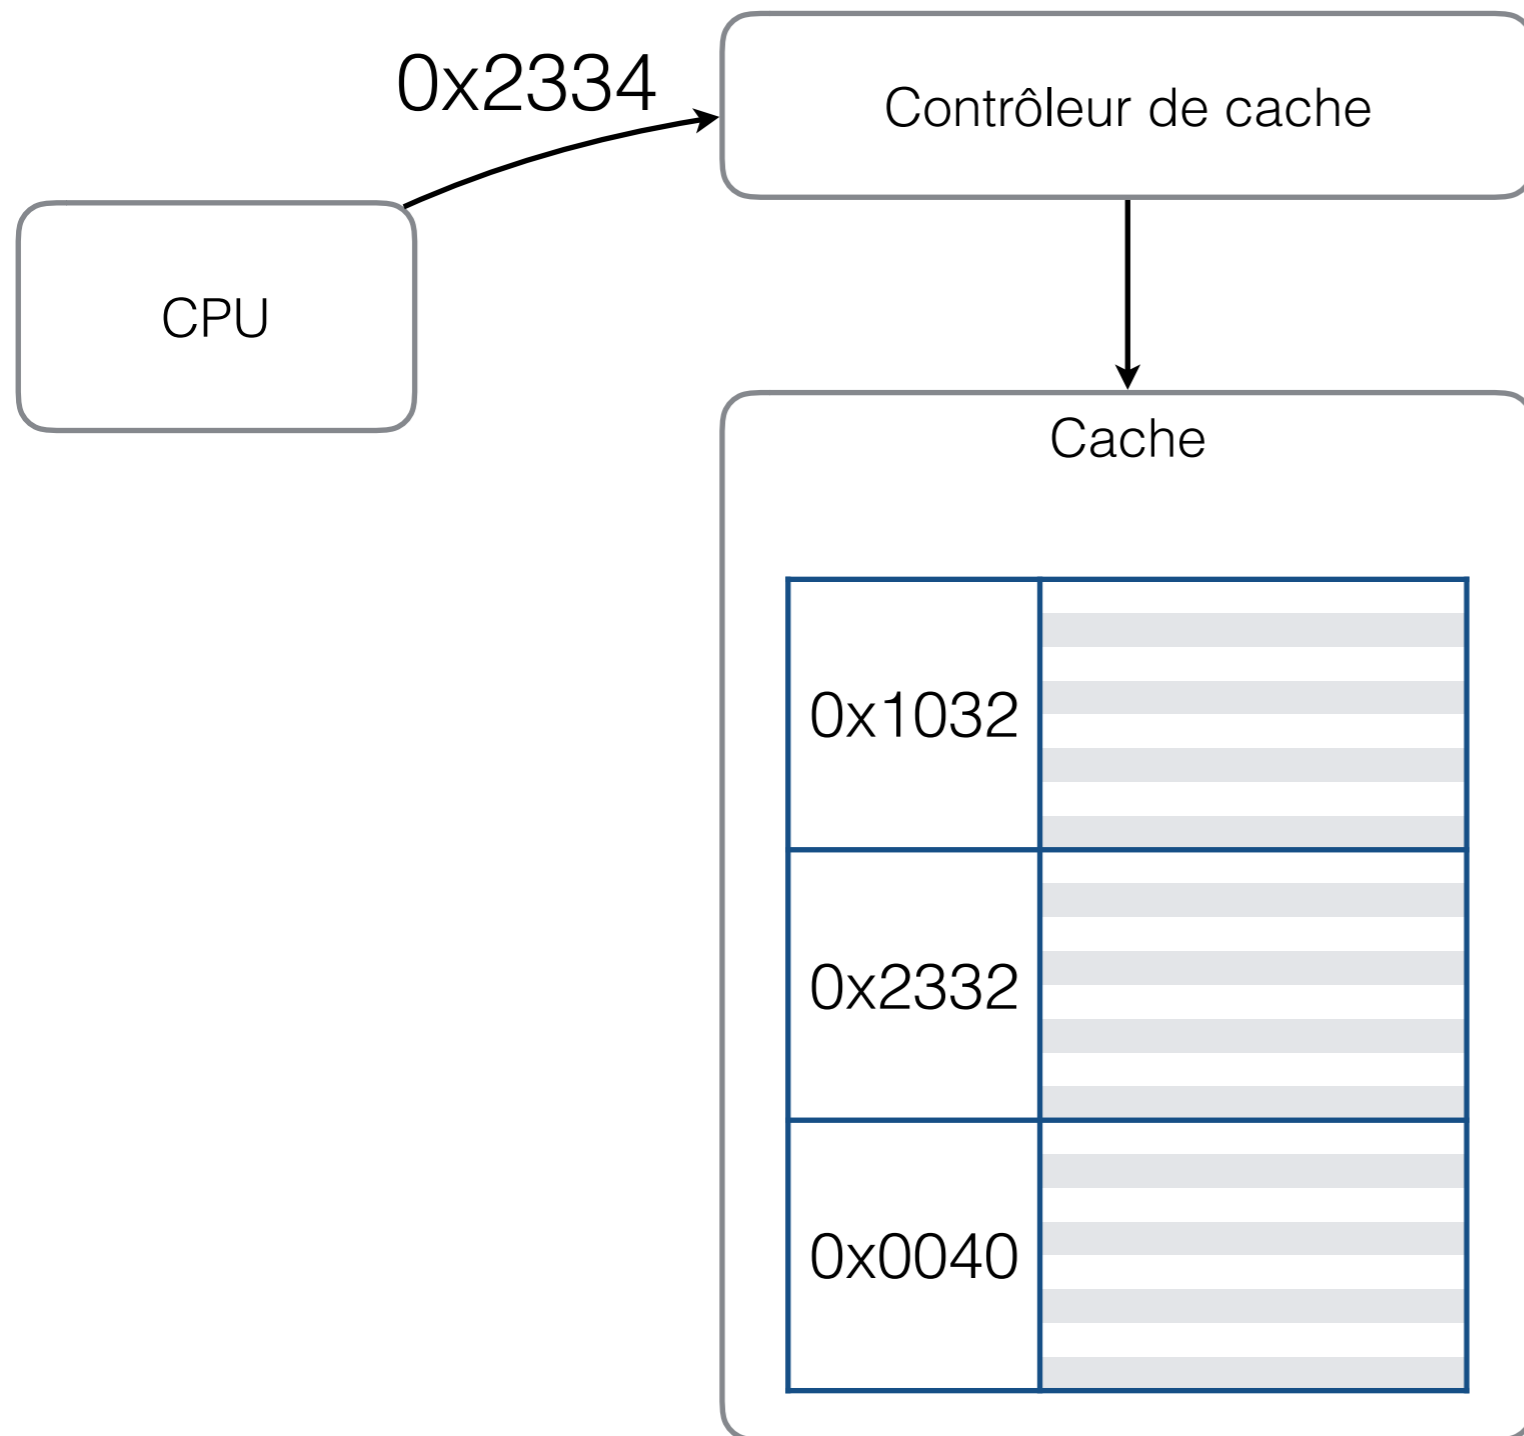 0x2334
Contrôleur de cache
CPU
Cache
0x1032
0x2332
0x0040